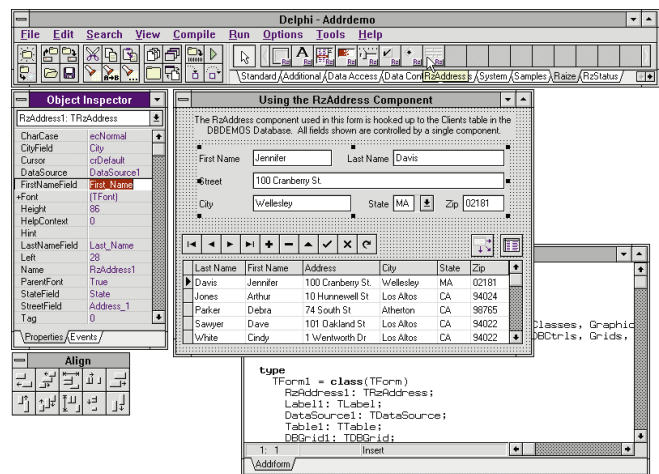 Delphi - Addrdemo
File Edit Search View Compile Run Options Tools Help
Standard Additional Data Access Data Con RzAddress s System Samples Raize RzStatus
Object Inspector
RzAddress1: TRzAddress
CharCase ecNormal
CityField City
Cursor crDefault
DataSource DataSource1
FirstNameField First_Name
+Font (TFont)
Height 86
HelpContext 0
Hint
LastNameField Last_Name
Left 28
Name RzAddress1
ParentFont True
StateField State
StreetField Address_1
Tag 0
Properties Events
Align
Using the RzAddress Component
The RzAddress component used in this form is hooked up to the Clients table in the
DBDEMOS Database. All fields shown are controlled by a single component.
First Name Jennifer Last Name Davis
Street 100 Cranberry St.
City Wellesley State MA Zip 02181
Last Name First Name Address City State Zip
Davis Jennifer 100 Cranberry St. Wellesley MA 02181
Jones Arthur 10 Hunnewell St Los Altos CA 94024
Parker Debra 74 South St Atherton CA 98765
Sawyer Dave 101 Oakland St Los Altos CA 94022
White Cindy 1 Wentworth Dr Los Altos CA 94022
Classes, Graphic
DBCtrls, Grids,
type
TForm1 = class(TForm)
RzAddress1: TRzAddress;
Label1: TLabel;
DataSource1: TDataSource;
Table1: TTable;
DBGrid1: TDBGrid;
1: 1 Insert
Addrform